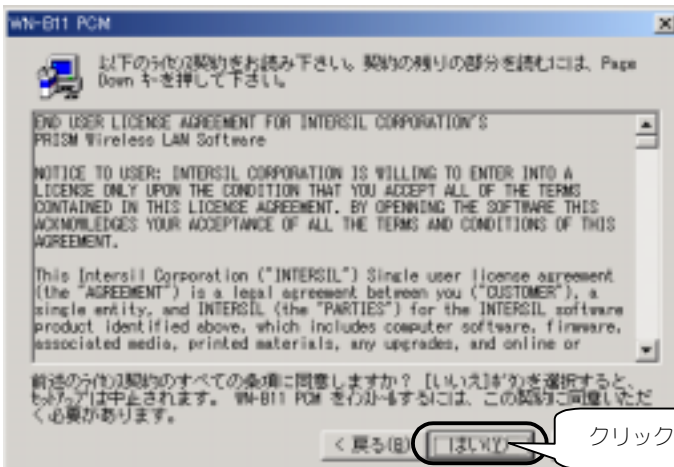 WN-B11 PCM
以下のﾗｲｾﾝｽ契約をお読み下さい。契約の残りの部分を読むには、Page
Down キーを押して下さい。
END USER LICENSE AGREEMENT FOR INTERSIL CORPORATION'S
PRISM Wireless LAN Software
NOTICE TO USER: INTERSIL CORPORATION IS WILLING TO ENTER INTO A
LICENSE ONLY UPON THE CONDITION THAT YOU ACCEPT ALL OF THE TERMS
CONTAINED IN THIS LICENSE AGREEMENT. BY OPENNING THE SOFTWARE THIS
ACKNOWLEDGES YOUR ACCEPTANCE OF ALL THE TERMS AND CONDITIONS OF THIS
AGREEMENT.
This Intersil Corporation ("INTERSIL") Single user license agreement
(the "AGREEMENT") is a legal agreement between you ("CUSTOMER"), a
single entity, and INTERSIL (the "PARTIES") for the INTERSIL software
product identified above, which includes computer software, firmware,
associated media, printed materials, any upgrades, and online or
前述のﾗｲｾﾝｽ契約のすべての条項に同意しますか？ [いいえ]ﾎﾞﾀﾝを選択すると、
ｾｯﾄｱｯﾌﾟは中止されます。 WN-B11 PCM をｲﾝｽﾄｰﾙするには、この契約に同意いただ
く必要があります。
< 戻る(B)
はい(Y)
クリック